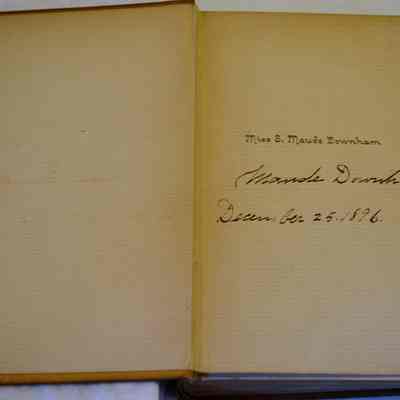 Miss S. Maude Downham
Maude Downh
December 25. 1896.